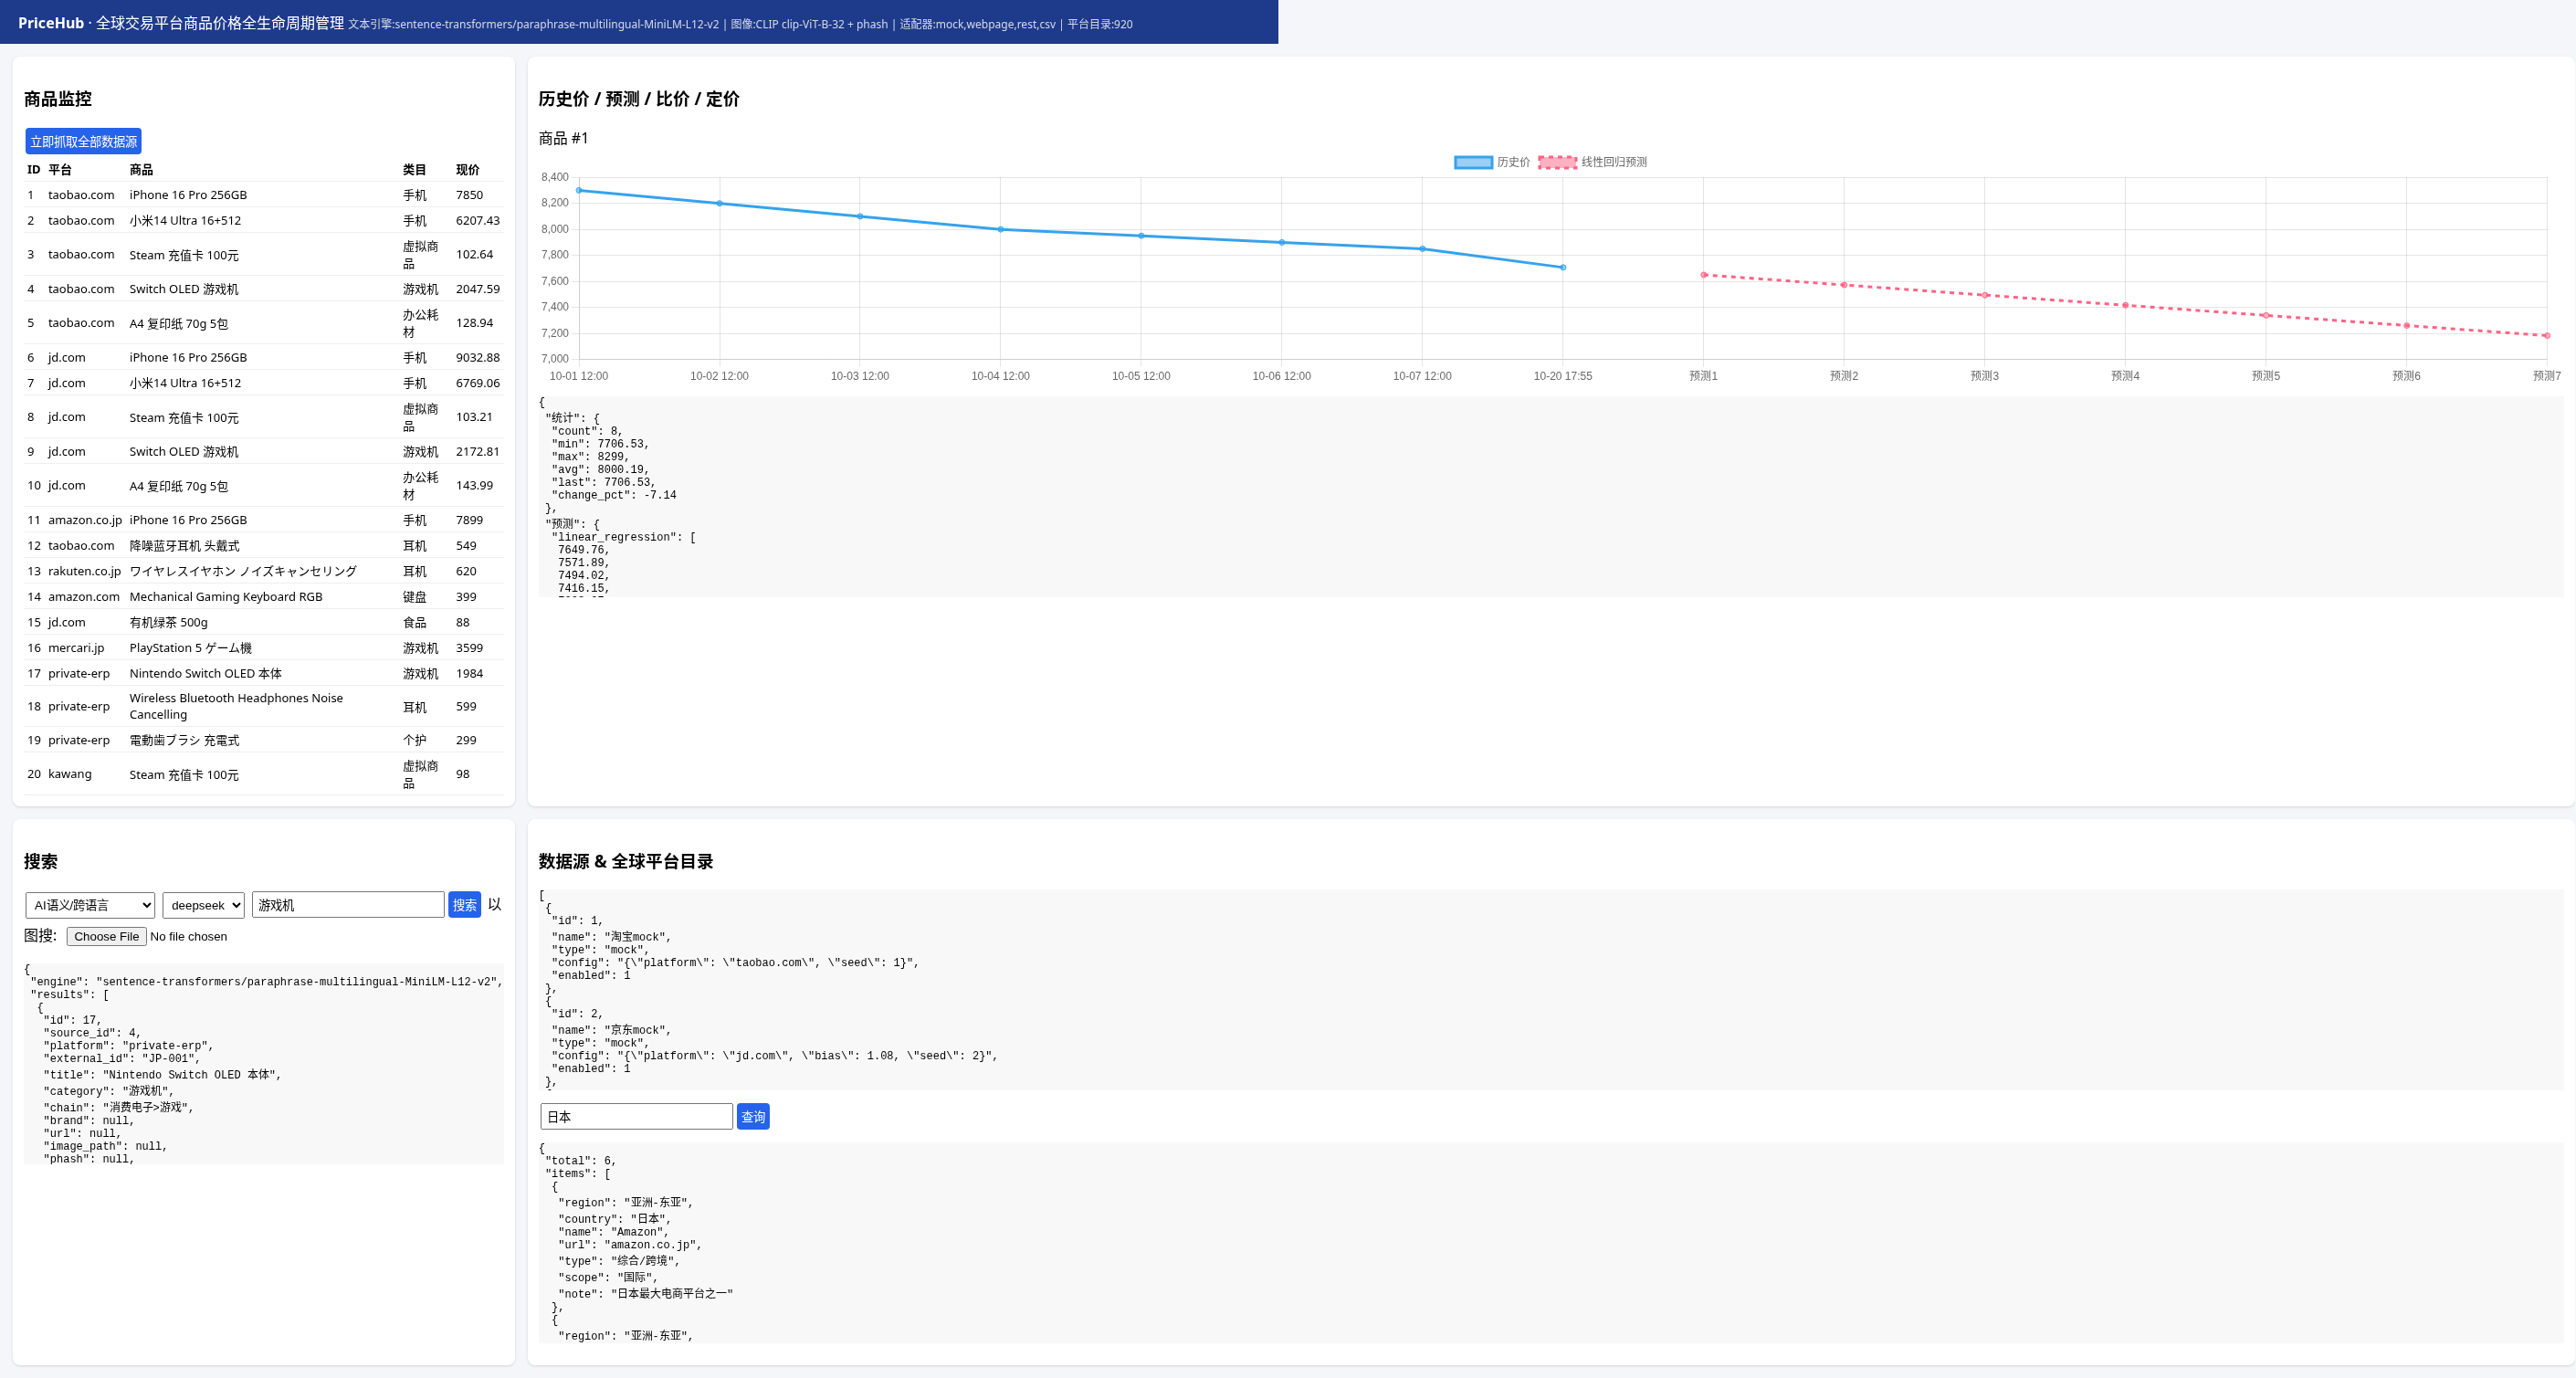 PriceHub · 全球交易平台商品价格全生命周期管理 文本引擎:sentence-transformers/paraphrase-multilingual-MiniLM-L12-v2 | 图像:CLIP clip-ViT-B-32 + phash | 适配器:mock,webpage,rest,csv | 平台目录:920
商品监控
立即抓取全部数据源
ID 平台 商品 类目 现价
1 taobao.com iPhone 16 Pro 256GB 手机 7850
2 taobao.com 小米14 Ultra 16+512 手机 6207.43
3 taobao.com Steam 充值卡 100元 虚拟商品 102.64
4 taobao.com Switch OLED 游戏机 游戏机 2047.59
5 taobao.com A4 复印纸 70g 5包 办公耗材 128.94
6 jd.com iPhone 16 Pro 256GB 手机 9032.88
7 jd.com 小米14 Ultra 16+512 手机 6769.06
8 jd.com Steam 充值卡 100元 虚拟商品 103.21
9 jd.com Switch OLED 游戏机 游戏机 2172.81
10 jd.com A4 复印纸 70g 5包 办公耗材 143.99
11 amazon.co.jp iPhone 16 Pro 256GB 手机 7899
12 taobao.com 降噪蓝牙耳机 头戴式 耳机 549
13 rakuten.co.jp ワイヤレスイヤホン ノイズキャンセリング 耳机 620
14 amazon.com Mechanical Gaming Keyboard RGB 键盘 399
15 jd.com 有机绿茶 500g 食品 88
16 mercari.jp PlayStation 5 ゲーム機 游戏机 3599
17 private-erp Nintendo Switch OLED 本体 游戏机 1984
18 private-erp Wireless Bluetooth Headphones Noise Cancelling 耳机 599
19 private-erp 電動歯ブラシ 充電式 个护 299
20 kawang Steam 充值卡 100元 虚拟商品 98
历史价 / 预测 / 比价 / 定价
商品 #1
历史价 线性回归预测
8,400
8,200
8,000
7,800
7,600
7,400
7,200
7,000
10-01 12:00 10-02 12:00 10-03 12:00 10-04 12:00 10-05 12:00 10-06 12:00 10-07 12:00 10-20 17:55 预测1 预测2 预测3 预测4 预测5 预测6 预测7
{
"统计": {
"count": 8,
"min": 7706.53,
"max": 8299,
"avg": 8000.19,
"last": 7706.53,
"change_pct": -7.14
},
"预测": {
"linear_regression": [
7649.76,
7571.89,
7494.02,
7416.15,
搜索
AI语义/跨语言 deepseek 游戏机 搜索 以
图搜: Choose File No file chosen
{
"engine": "sentence-transformers/paraphrase-multilingual-MiniLM-L12-v2",
"results": [
{
"id": 17,
"source_id": 4,
"platform": "private-erp",
"external_id": "JP-001",
"title": "Nintendo Switch OLED 本体",
"category": "游戏机",
"chain": "消费电子>游戏",
"brand": null,
"url": null,
"image_path": null,
"phash": null,
数据源 & 全球平台目录
[
{
"id": 1,
"name": "淘宝mock",
"type": "mock",
"config": "{\"platform\": \"taobao.com\", \"seed\": 1}",
"enabled": 1
},
{
"id": 2,
"name": "京东mock",
"type": "mock",
"config": "{\"platform\": \"jd.com\", \"bias\": 1.08, \"seed\": 2}",
"enabled": 1
},
日本 查询
{
"total": 6,
"items": [
{
"region": "亚洲-东亚",
"country": "日本",
"name": "Amazon",
"url": "amazon.co.jp",
"type": "综合/跨境",
"scope": "国际",
"note": "日本最大电商平台之一"
},
{
"region": "亚洲-东亚",